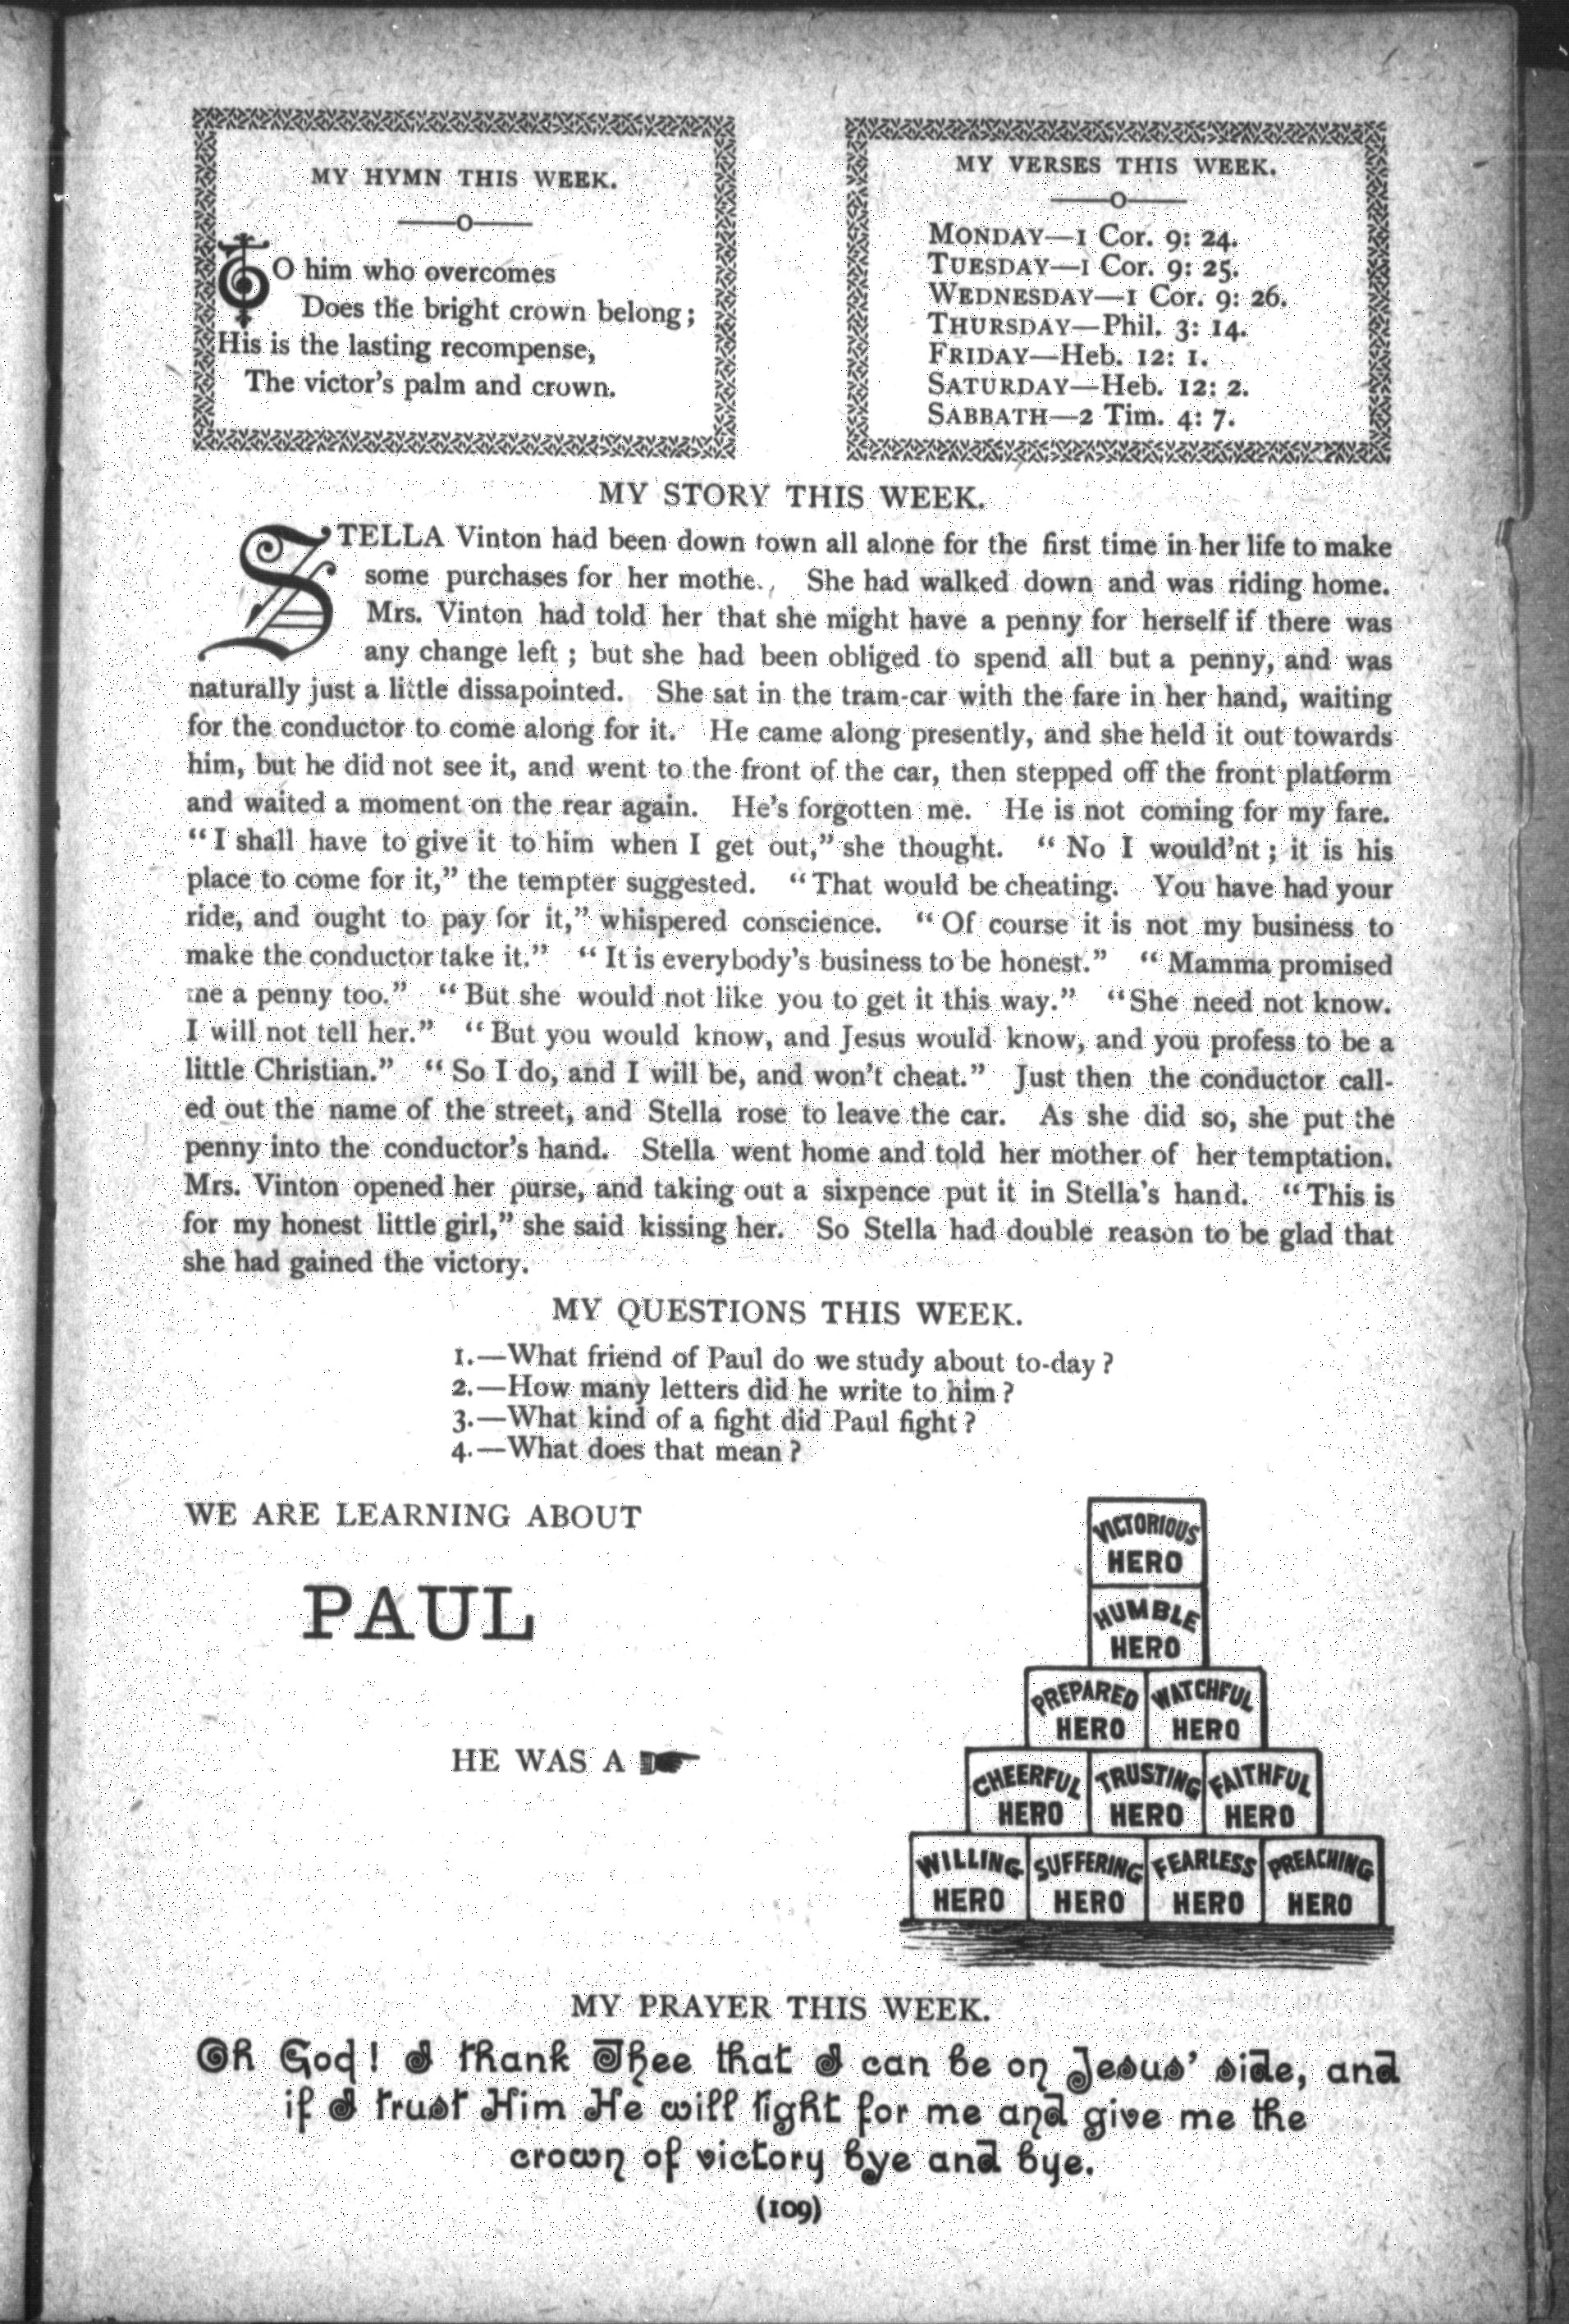 MY HYMN THIS WEEK.
TO him who overcomes
Does the bright crown belong;
His is the lasting recompense,
The victor's palm and crown.
MY VERSES THIS WEEK.
MONDAY—1 Cor. 9: 24.
TUESDAY—1 Cor. 9: 25.
WEDNESDAY—1 Cor. 9: 26.
THURSDAY—Phil. 3: 14.
FRIDAY—Heb. 12: 1.
SATURDAY—Heb. 12: 2.
SABBATH—2 Tim. 4: 7.
MY STORY THIS WEEK.
STELLA Vinton had been down town all alone for the first time in her life to make
some purchases for her mothe., She had walked down and was riding home.
Mrs. Vinton had told her that she might have a penny for herself if there was
any change left ; but she had been obliged to spend all but a penny, and was
naturally just a little dissapointed. She sat in the tram-car with the fare in her hand, waiting
for the conductor to come along for it. He came along presently, and she held it out towards
him, but he did not see it, and went to the front of the car, then stepped off the front platform
and waited a moment on the rear again. He's forgotten me. He is not coming for my fare.
"I shall have to give it to him when I get out," she thought. "No I would'nt ; it is his
place to come for it," the tempter suggested. "That would be cheating. You have had your
ride, and ought to pay for it," whispered conscience. "Of course it is not my business to
make the conductor take it." "It is everybody's business to be honest." "Mamma promised
me a penny too." "But she would not like you to get it this way." "She need not know.
I will not tell her." "But you would know, and Jesus would know, and you profess to be a
little Christian." "So I do, and I will be, and won't cheat." Just then the conductor call-
ed out the name of the street, and Stella rose to leave the car. As she did so, she put the
penny into the conductor's hand. Stella went home and told her mother of her temptation.
Mrs. Vinton opened her purse, and taking out a sixpence put it in Stella's hand. "This is
for my honest little girl," she said kissing her. So Stella had double reason to be glad that
she had gained the victory.
MY QUESTIONS THIS WEEK.
1.—What friend of Paul do we study about to-day ?
2.—How many letters did he write to him ?
3.—What kind of a fight did Paul fight ?
4.—What does that mean ?
WE ARE LEARNING ABOUT
PAUL
HE WAS A
VICTORIOUS
HERO
HUMBLE
HERO
PREPARED HERO
WATCHFUL HERO
CHEERFUL HERO
TRUSTING HERO
FAITHFUL HERO
WILLING HERO
SUFFERING HERO
FEARLESS HERO
PREACHING HERO
MY PRAYER THIS WEEK.
Oh God! I thank Thee that I can be on Jesus' side, and
if I trust Him He will fight for me and give me the
crown of victory bye and bye.
(109)